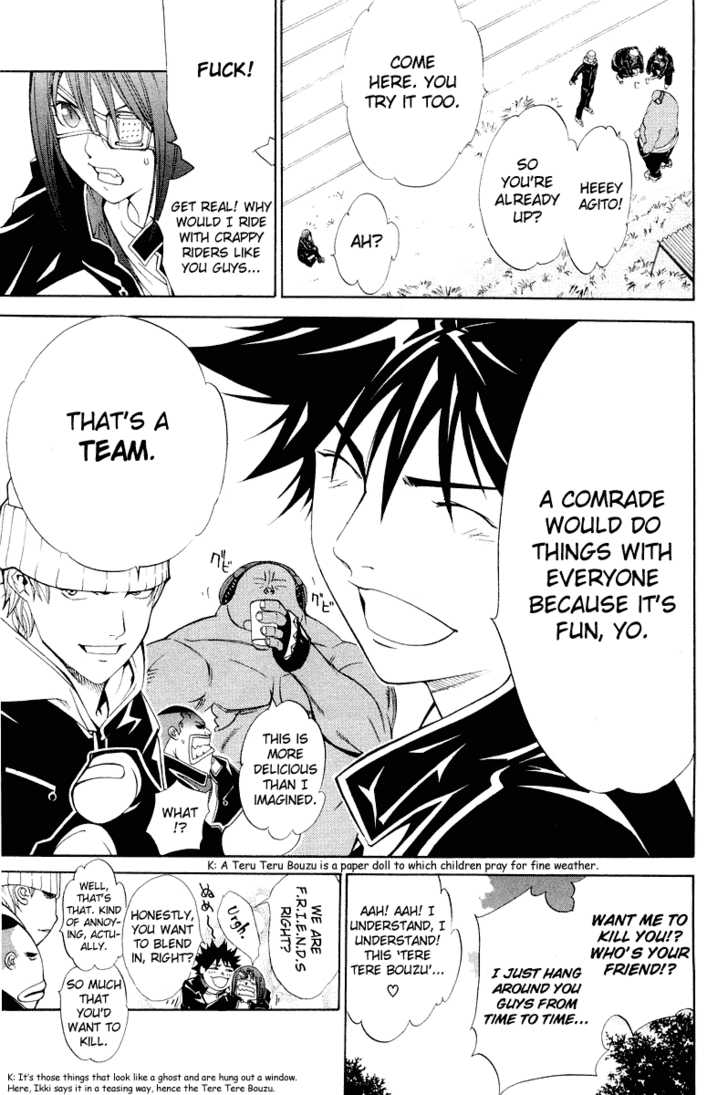 HEEEY
AGITO!
SO
YOU'RE
ALREADY
UP?
COME
HERE. YOU
TRY IT TOO.
AH?
FUCK!
GET REAL! WHY
WOULD I RIDE
WITH CRAPPY
RIDERS LIKE
YOU GUYS...
A COMRADE
WOULD DO
THINGS WITH
EVERYONE
BECAUSE IT'S
FUN, YO.
THAT'S A
TEAM.
グビ
グビ
THIS IS
MORE
DELICIOUS
THAN I
IMAGINED.
WHAT
!?
K: A Teru Teru Bouzu is a paper doll to which children pray for fine weather.
WANT ME TO
KILL YOU!?
WHO'S YOUR
FRIEND!?
I JUST HANG
AROUND YOU
GUYS FROM
TIME TO TIME...
AAH! AAH! I
UNDERSTAND, I
UNDERSTAND!
THIS 'TERE
TERE BOUZU'...
♡
WE ARE
F.R.I.E.N.D.S
RIGHT?
Urgh.
ぬぁ〜
HONESTLY,
YOU WANT
TO BLEND
IN, RIGHT?
WELL,
THAT'S
THAT. KIND
OF ANNOY-
ING, ACTU-
ALLY.
SO MUCH
THAT
YOU'D
WANT TO
KILL.
K: It's those things that look like a ghost and are hung out a window.
Here, Ikki says it in a teasing way, hence the Tere Tere Bouzu.